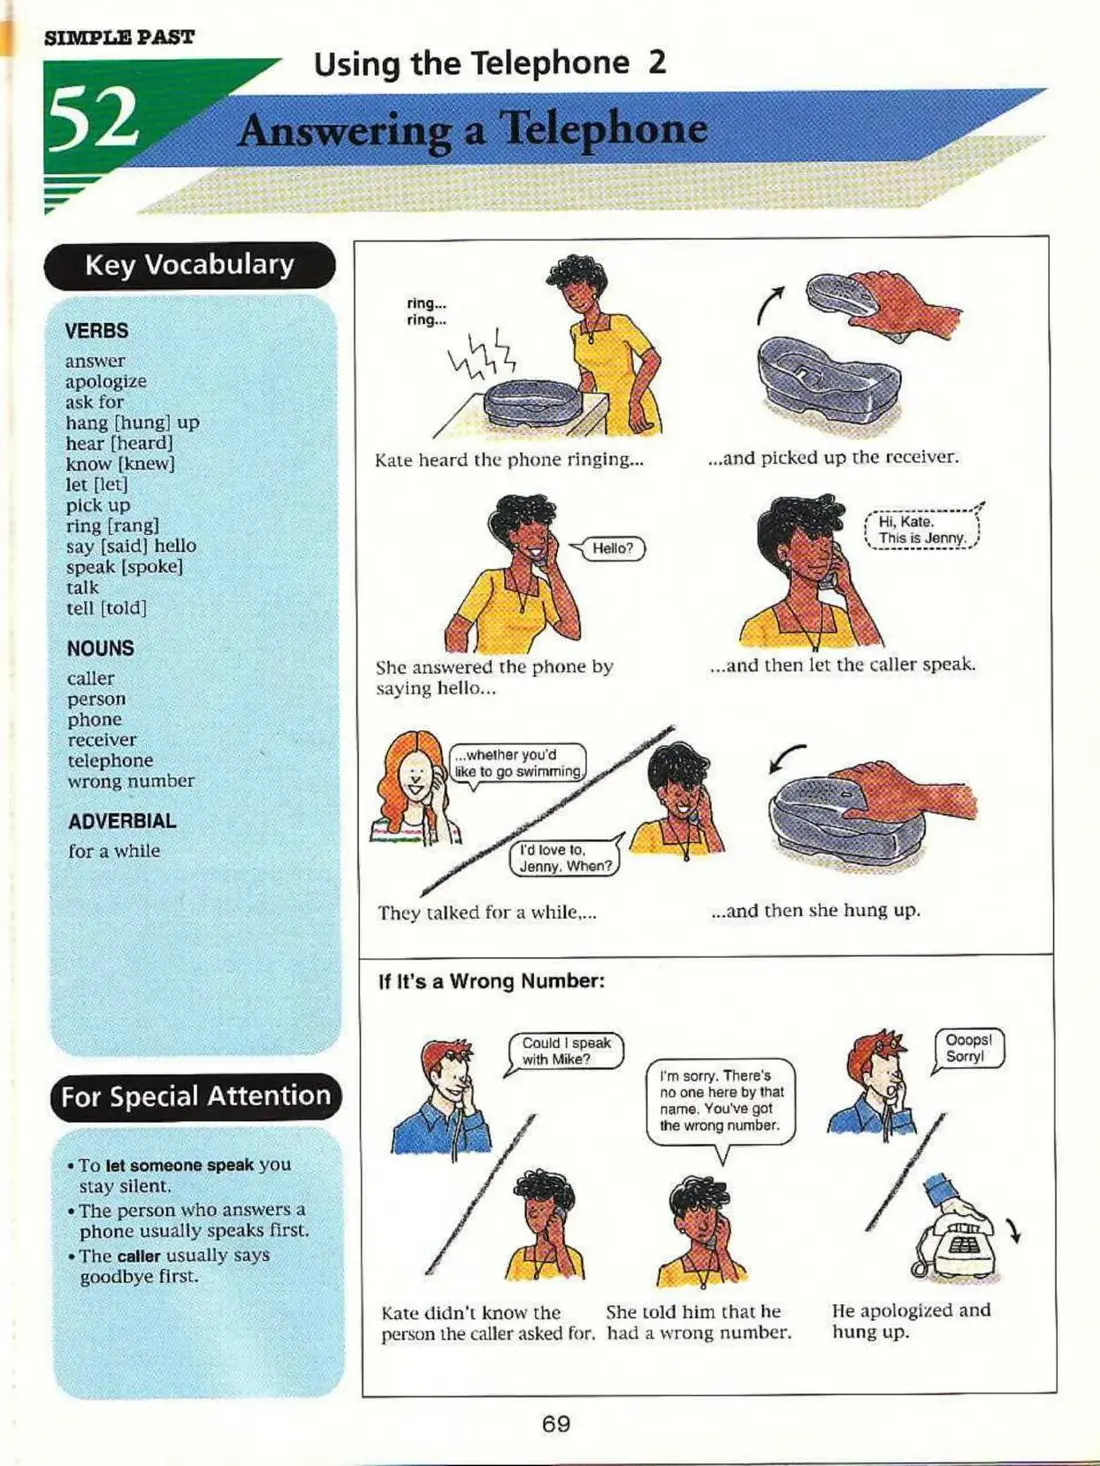 SIMPLE PAST
52
Using the Telephone 2
Answering a Telephone
Key Vocabulary
VERBS
answer
apologize
ask for
hang [hung] up
hear [heard]
know [knew]
let [let]
pick up
ring [rang]
say [said] hello
speak [spoke]
talk
tell [told]
NOUNS
caller
person
phone
receiver
telephone
wrong number
ADVERBIAL
for a while
For Special Attention
• To let someone speak you
stay silent.
• The person who answers a
phone usually speaks first.
• The caller usually says
goodbye first.
ring...
ring...
Kate heard the phone ringing...
...and picked up the receiver.
Hello?
Hi, Kate.
This is Jenny.
She answered the phone by
saying hello...
...and then let the caller speak.
...whether you'd
like to go swimming.
I'd love to,
Jenny. When?
They talked for a while,...
...and then she hung up.
If It's a Wrong Number:
Could I speak
with Mike?
I'm sorry. There's
no one here by that
name. You've got
the wrong number.
Ooops!
Sorry!
Kate didn't know the
person the caller asked for.
She told him that he
had a wrong number.
He apologized and
hung up.
69